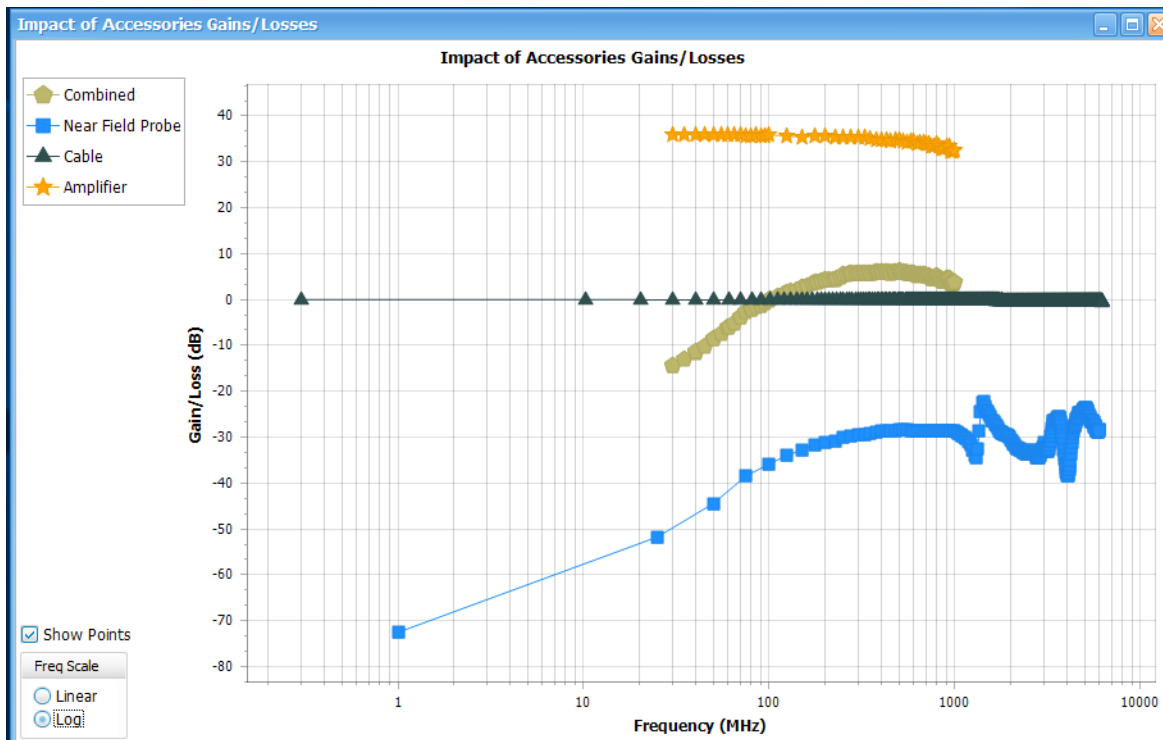 Impact of Accessories Gains/Losses
Impact of Accessories Gains/Losses
Combined
Near Field Probe
Cable
Amplifier
40
30
20
10
0
-10
-20
-30
-40
-50
-60
-70
-80
Gain/Loss (dB)
1
10
100
1000
10000
Frequency (MHz)
Show Points
Freq Scale
Linear
Log